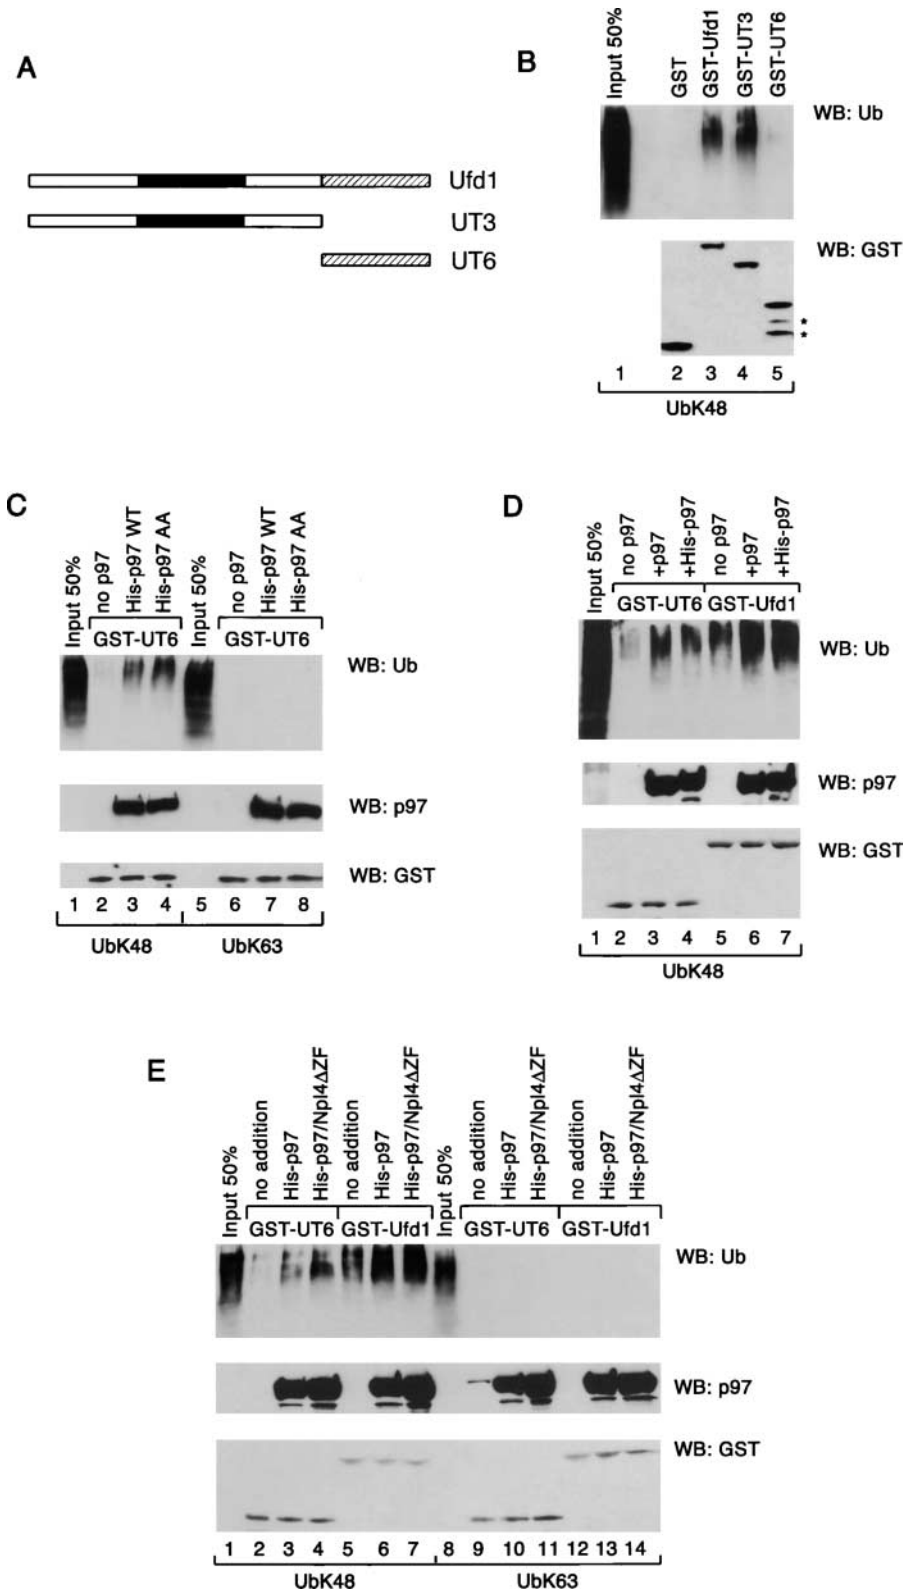 A
Ufd1
UT3
UT6
B
Input 50%
GST
GST-Ufd1
GST-UT3
GST-UT6
WB: Ub
WB: GST
*
*
1 2 3 4 5
UbK48
C
Input 50%
no p97
His-p97 WT
His-p97 AA
Input 50%
no p97
His-p97 WT
His-p97 AA
GST-UT6 GST-UT6
WB: Ub
WB: p97
WB: GST
1 2 3 4 5 6 7 8
UbK48 UbK63
D
Input 50%
no p97
+p97
+His-p97
no p97
+p97
+His-p97
GST-UT6 GST-Ufd1
WB: Ub
WB: p97
WB: GST
1 2 3 4 5 6 7
UbK48
E
Input 50%
no addition
His-p97
His-p97/Npl4ΔZF
no addition
His-p97
His-p97/Npl4ΔZF
Input 50%
no addition
His-p97
His-p97/Npl4ΔZF
no addition
His-p97
His-p97/Npl4ΔZF
GST-UT6 GST-Ufd1 GST-UT6 GST-Ufd1
WB: Ub
WB: p97
WB: GST
1 2 3 4 5 6 7 8 9 10 11 12 13 14
UbK48 UbK63